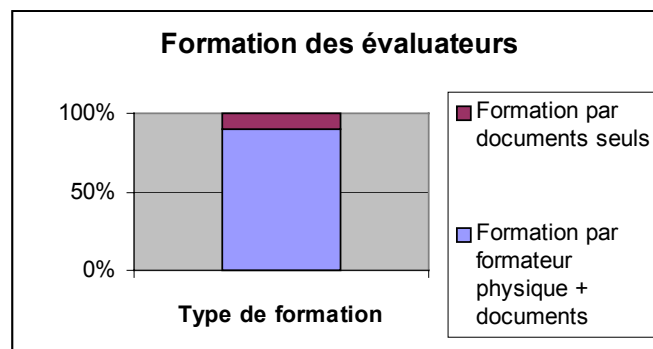 Formation des évaluateurs
100%
50%
0%
Type de formation
Formation par
documents seuls
Formation par
formateur
physique +
documents